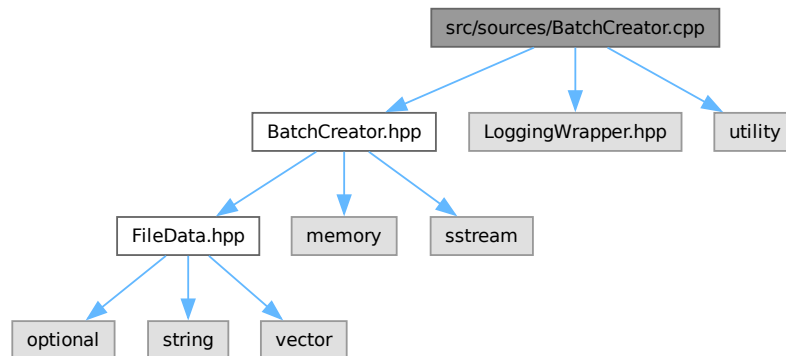 src/sources/BatchCreator.cpp
BatchCreator.hpp
LoggingWrapper.hpp
utility
FileData.hpp
memory
sstream
optional
string
vector